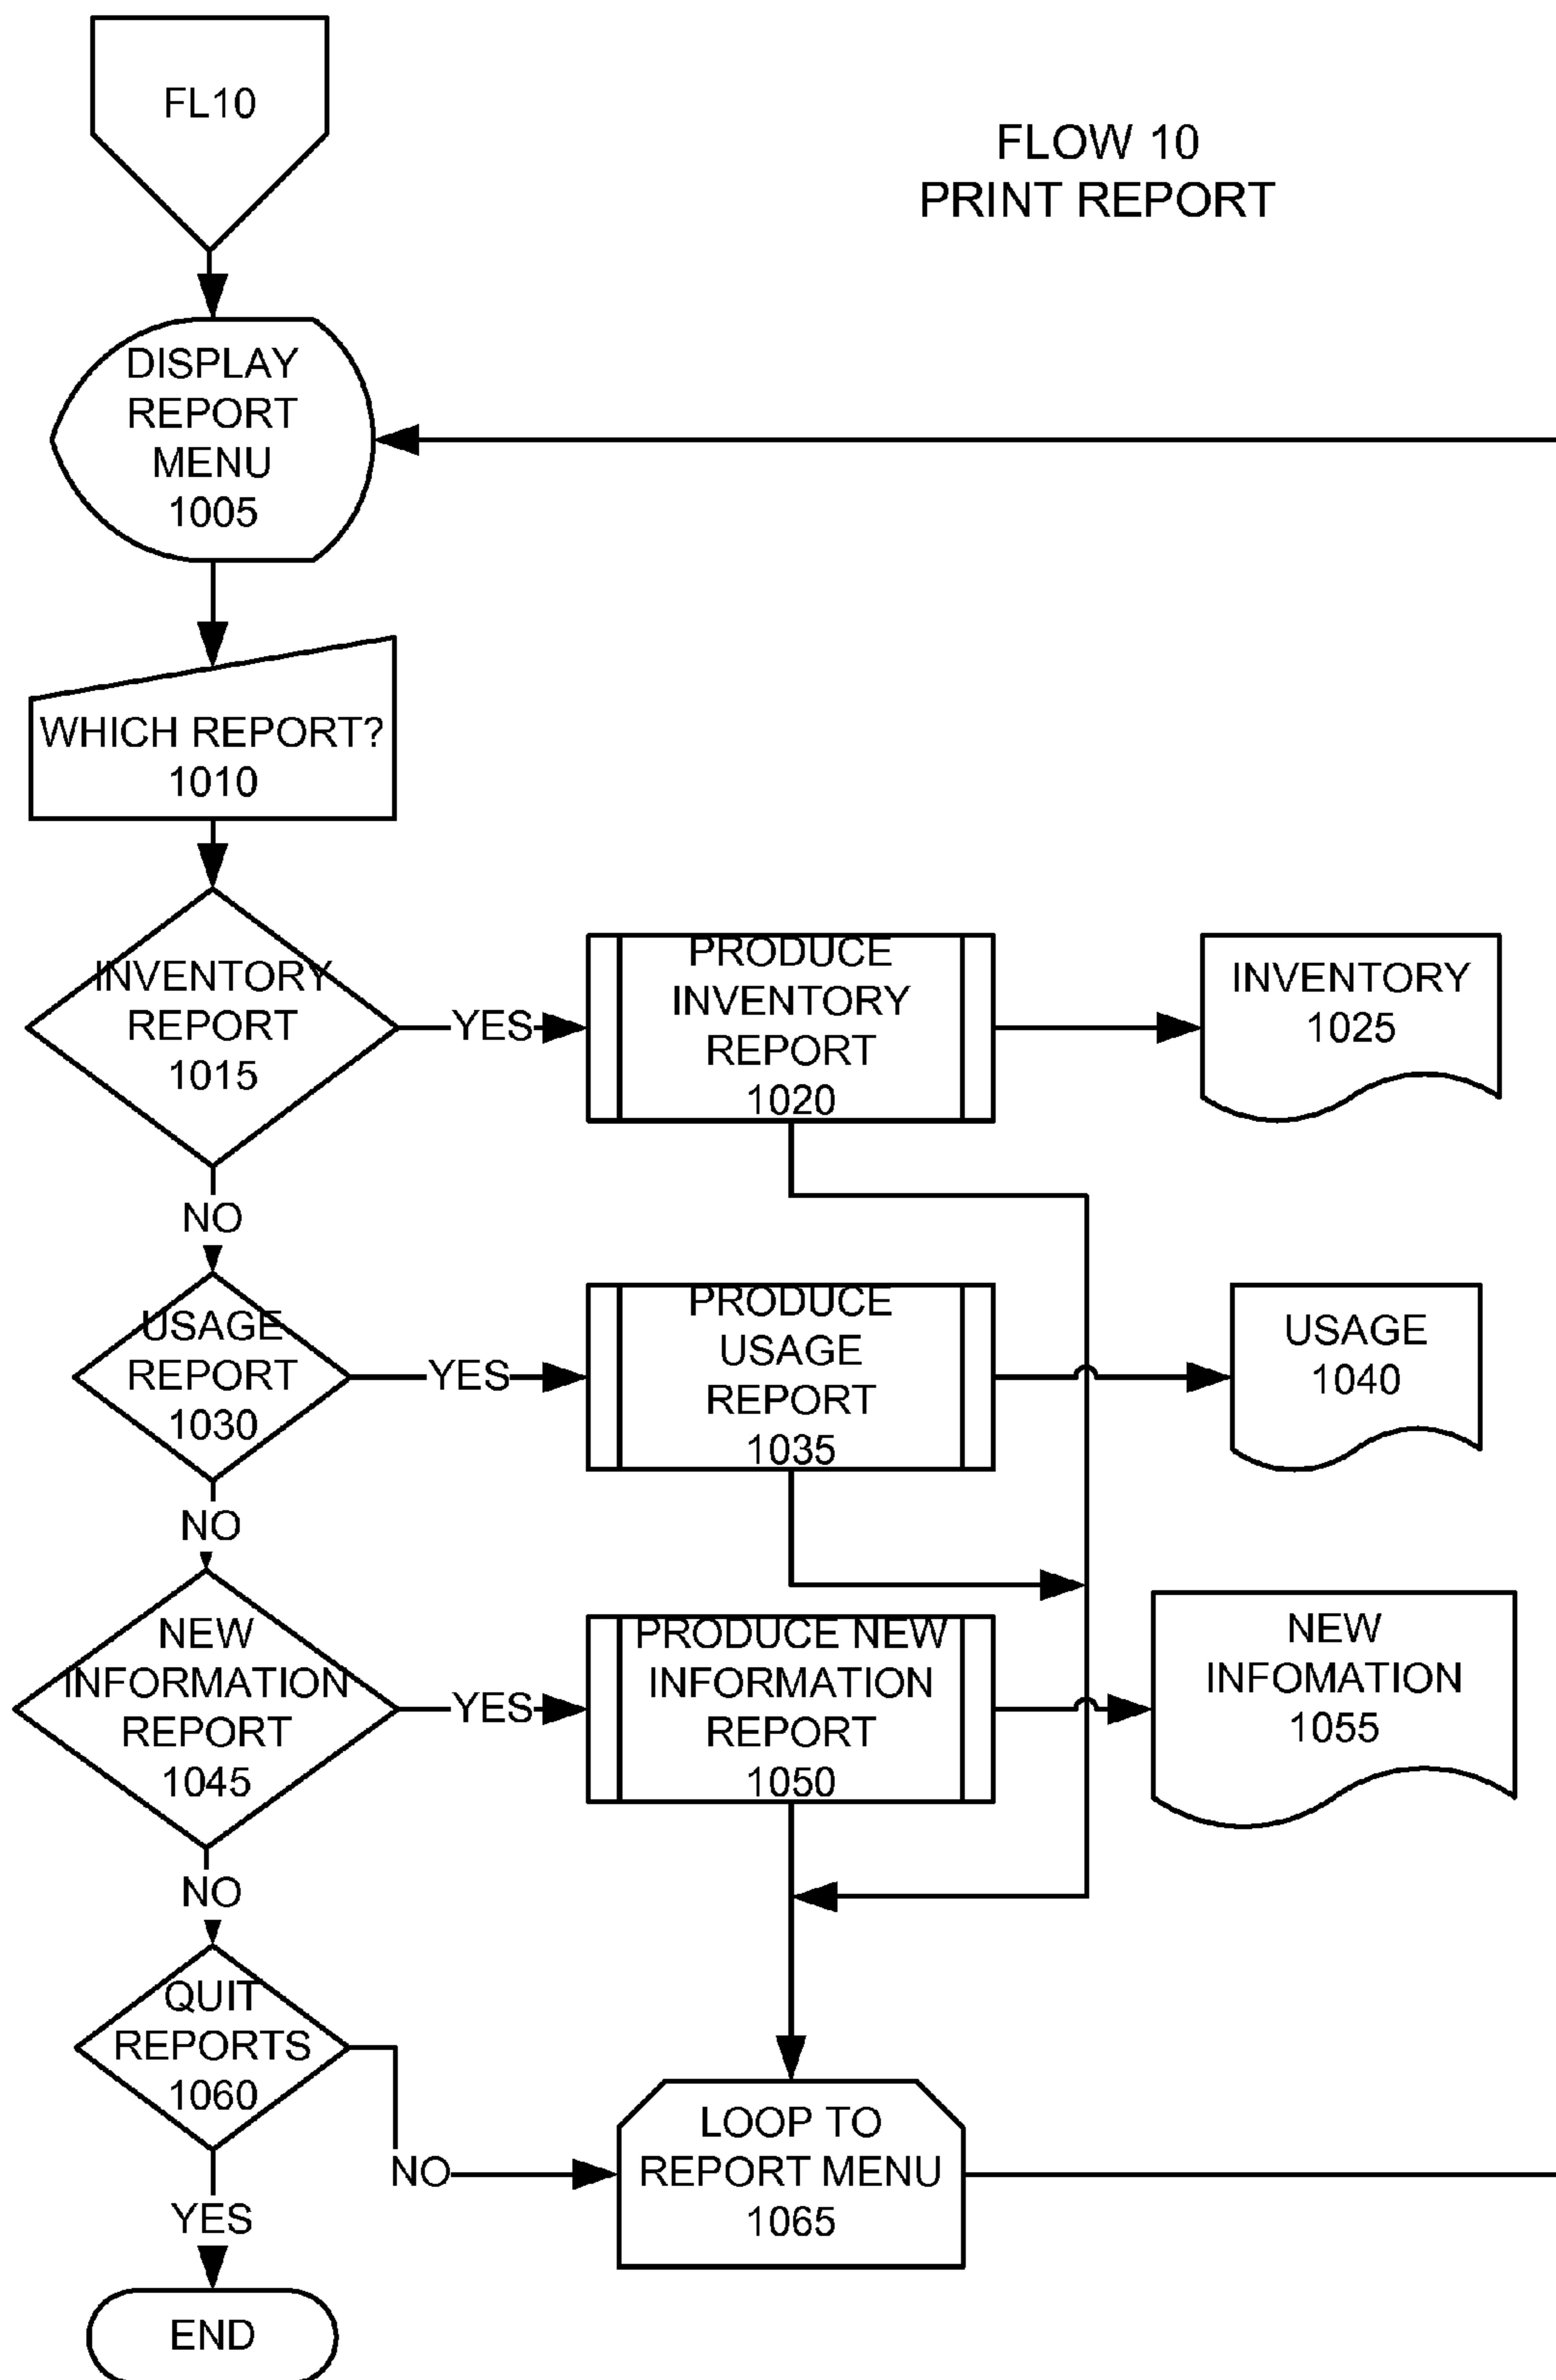 FL10
FLOW 10
PRINT REPORT
DISPLAY
REPORT
MENU
1005
WHICH REPORT?
1010
INVENTORY
REPORT
1015
YES
PRODUCE
INVENTORY
REPORT
1020
INVENTORY
1025
NO
USAGE
REPORT
1030
YES
PRODUCE
USAGE
REPORT
1035
USAGE
1040
NO
NEW
INFORMATION
REPORT
1045
YES
PRODUCE NEW
INFORMATION
REPORT
1050
NEW
INFOMATION
1055
NO
QUIT
REPORTS
1060
NO
LOOP TO
REPORT MENU
1065
YES
END